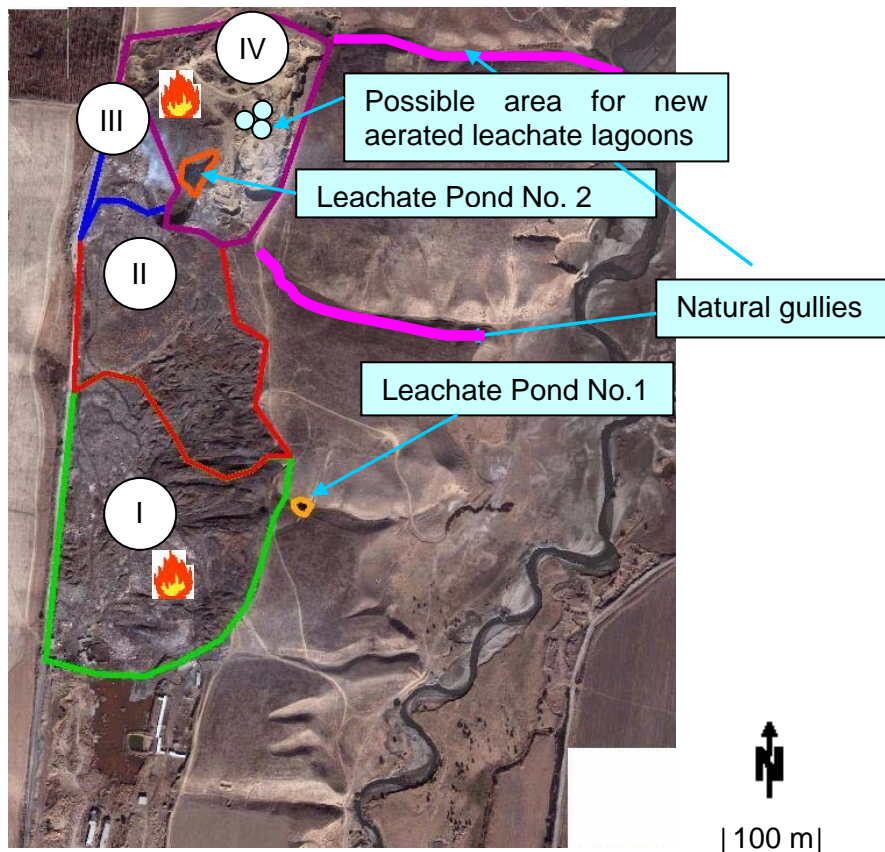 IV
III
Possible area for new
aerated leachate lagoons
Leachate Pond No. 2
II
Natural gullies
Leachate Pond No.1
I
N
|100 m|